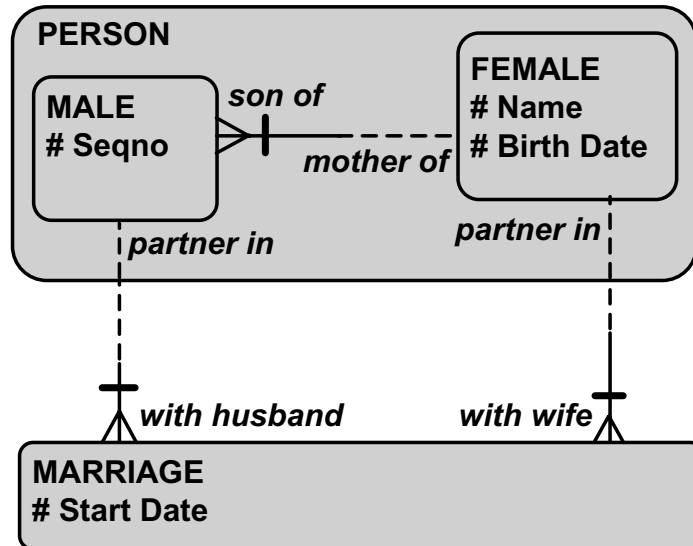 PERSON
MALE
# Seqno
son of
mother of
FEMALE
# Name
# Birth Date
partner in
partner in
with husband
with wife
MARRIAGE
# Start Date